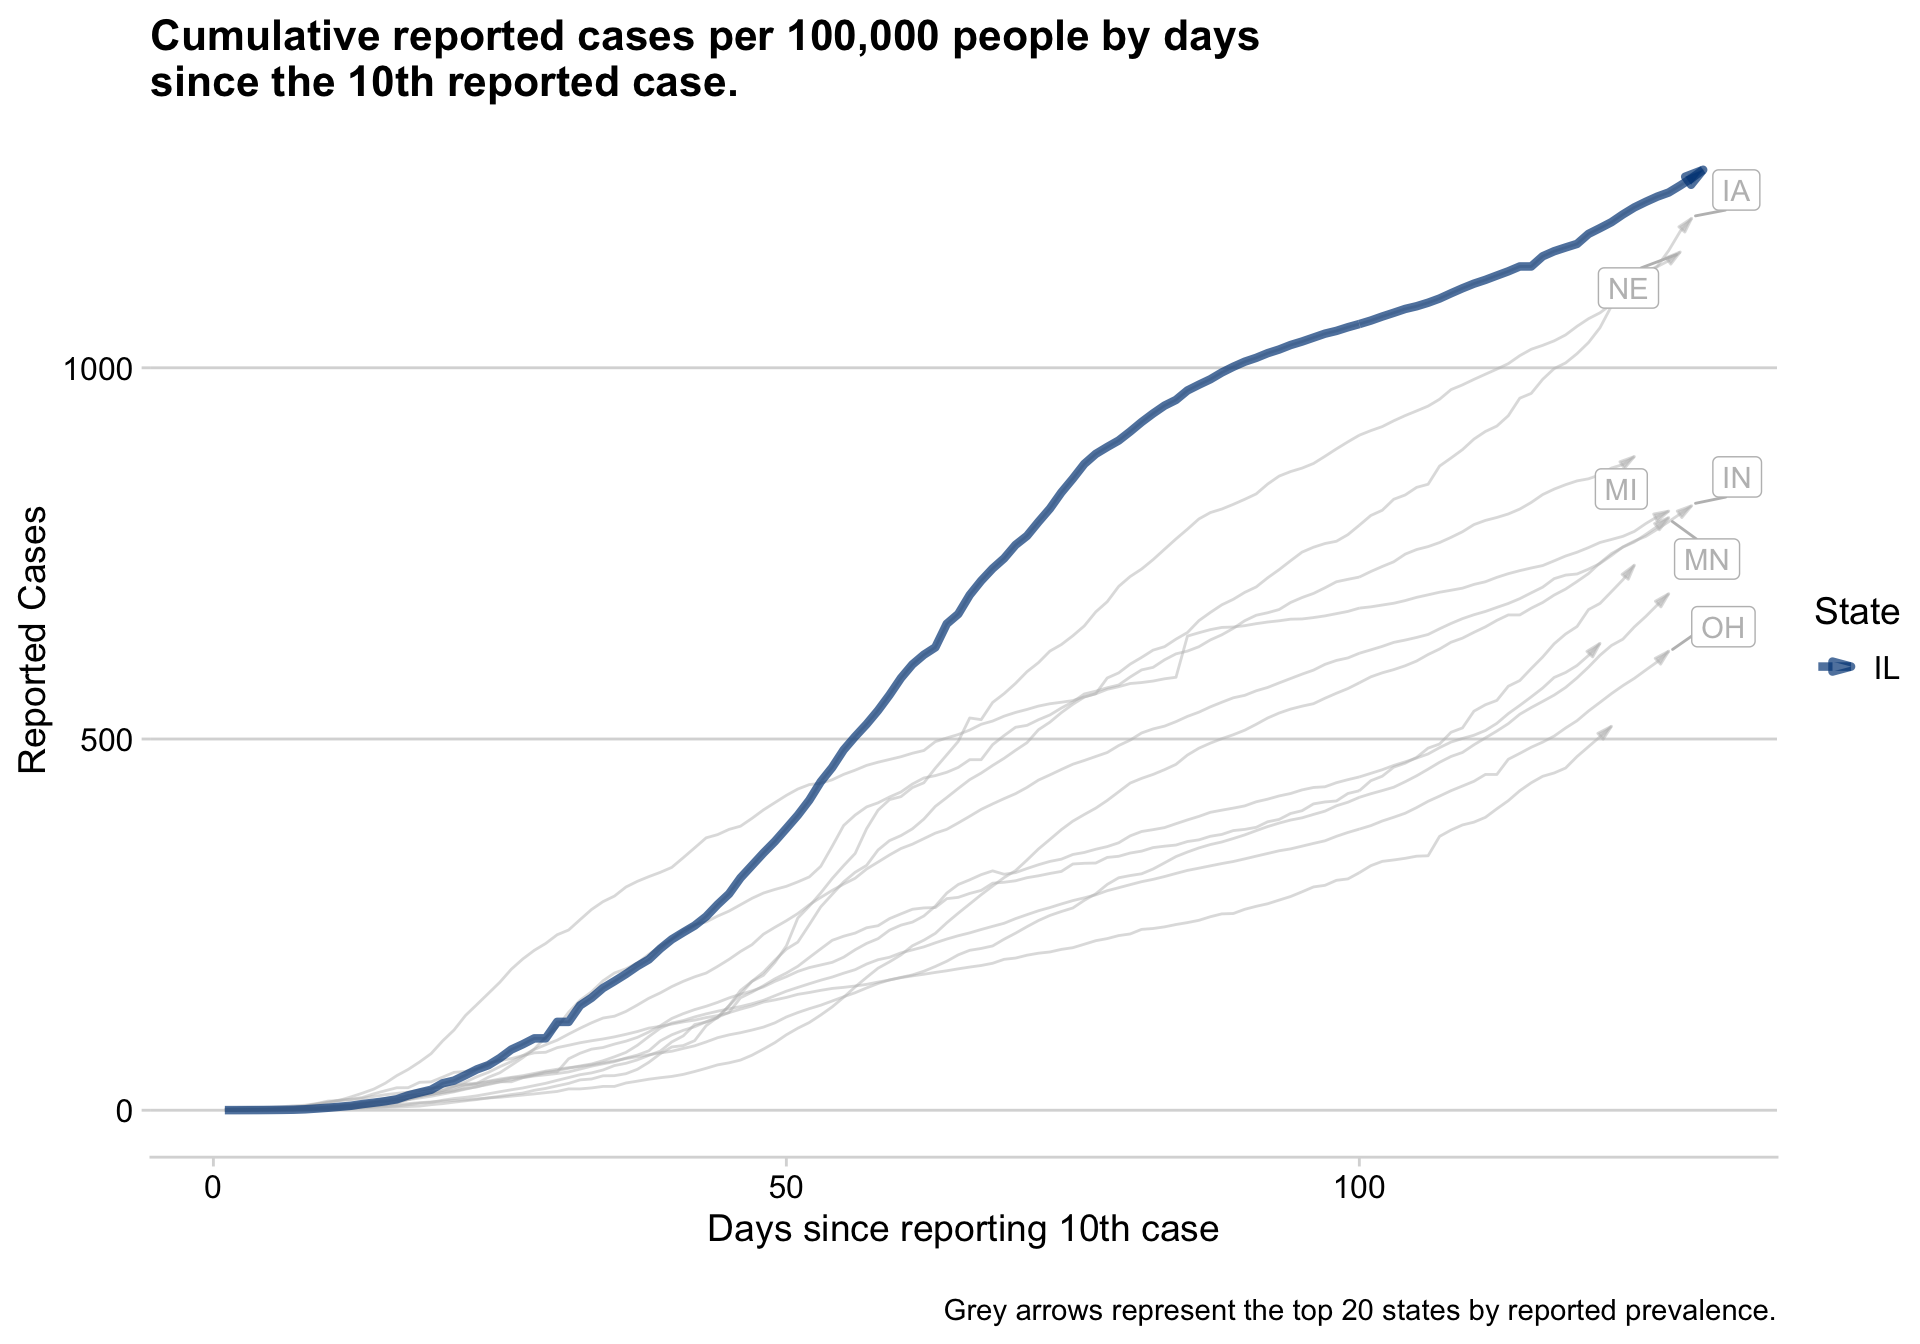 Cumulative reported cases per 100,000 people by days
since the 10th reported case.
IA
NE
1000
MI
IN
MN
OH
500
0
Reported Cases
State
IL
0
50
100
Days since reporting 10th case
Grey arrows represent the top 20 states by reported prevalence.